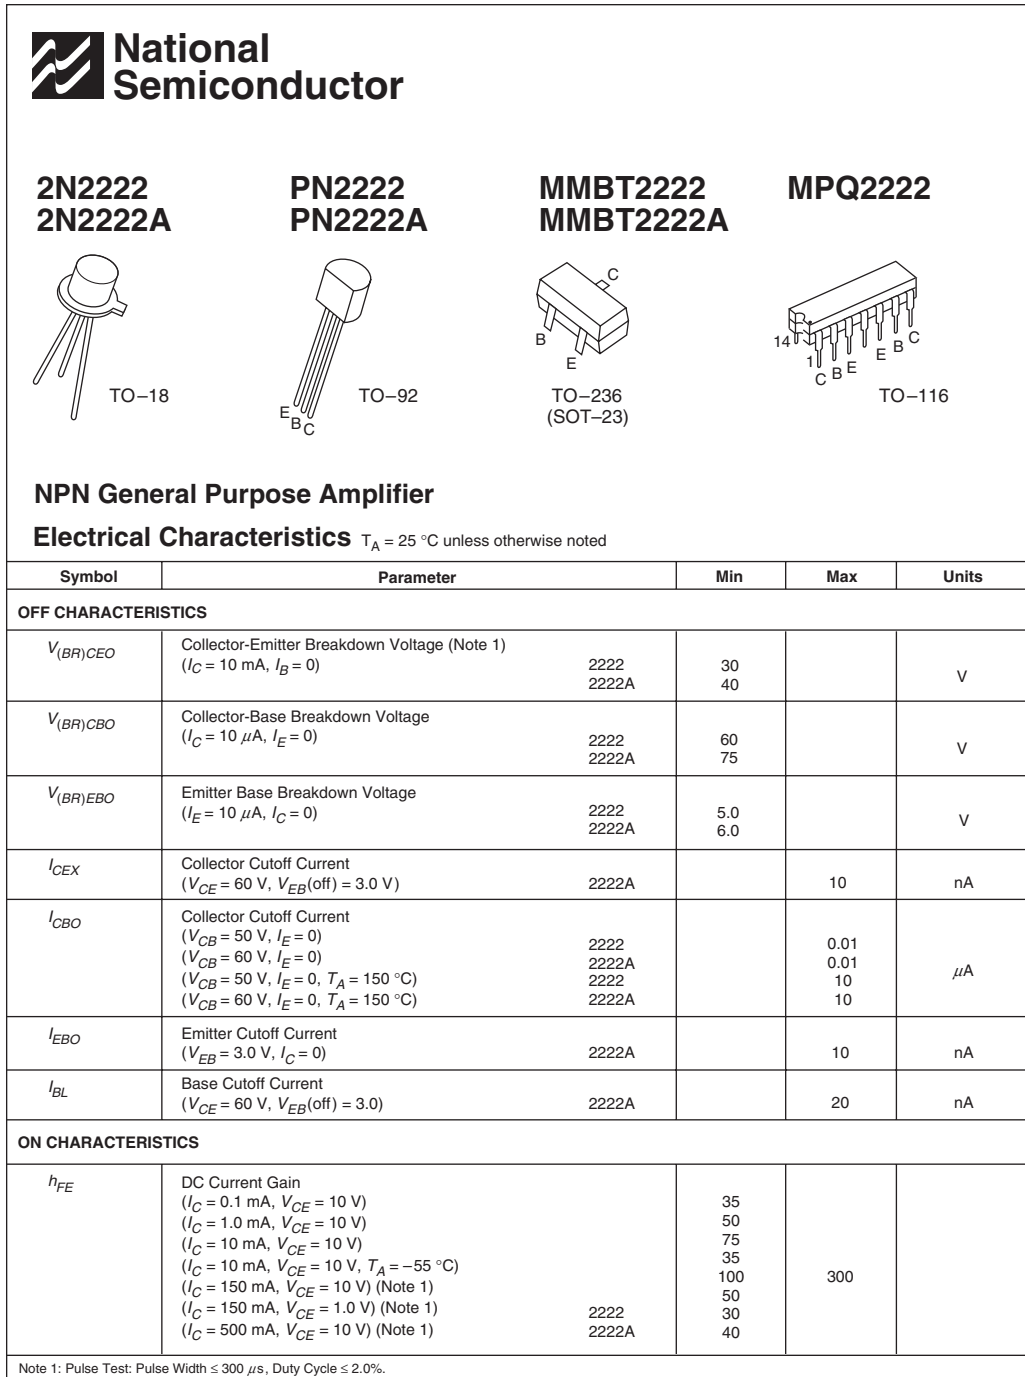 National
Semiconductor
2N2222
2N2222A
PN2222
PN2222A
MMBT2222
MMBT2222A
MPQ2222
TO–18
E
B
C
TO–92
C
B
E
TO–236
(SOT–23)
14
1
C B E E B C
TO–116
NPN General Purpose Amplifier
Electrical Characteristics T_A = 25 °C unless otherwise noted
Symbol Parameter Min Max Units
OFF CHARACTERISTICS
V(BR)CEO Collector-Emitter Breakdown Voltage (Note 1)
(I_C = 10 mA, I_B = 0) 2222 30
2222A 40 V
V(BR)CBO Collector-Base Breakdown Voltage
(I_C = 10 μA, I_E = 0) 2222 60
2222A 75 V
V(BR)EBO Emitter Base Breakdown Voltage
(I_E = 10 μA, I_C = 0) 2222 5.0
2222A 6.0 V
I_CEX Collector Cutoff Current
(V_CE = 60 V, V_EB(off) = 3.0 V) 2222A 10 nA
I_CBO Collector Cutoff Current
(V_CB = 50 V, I_E = 0) 2222 0.01
(V_CB = 60 V, I_E = 0) 2222A 0.01
(V_CB = 50 V, I_E = 0, T_A = 150 °C) 2222 10
(V_CB = 60 V, I_E = 0, T_A = 150 °C) 2222A 10 μA
I_EBO Emitter Cutoff Current
(V_EB = 3.0 V, I_C = 0) 2222A 10 nA
I_BL Base Cutoff Current
(V_CE = 60 V, V_EB(off) = 3.0) 2222A 20 nA
ON CHARACTERISTICS
h_FE DC Current Gain
(I_C = 0.1 mA, V_CE = 10 V) 35
(I_C = 1.0 mA, V_CE = 10 V) 50
(I_C = 10 mA, V_CE = 10 V) 75
(I_C = 10 mA, V_CE = 10 V, T_A = –55 °C) 35
(I_C = 150 mA, V_CE = 10 V) (Note 1) 100 300
(I_C = 150 mA, V_CE = 1.0 V) (Note 1) 50
(I_C = 500 mA, V_CE = 10 V) (Note 1) 2222 30
2222A 40
Note 1: Pulse Test: Pulse Width ≤ 300 μs, Duty Cycle ≤ 2.0%.